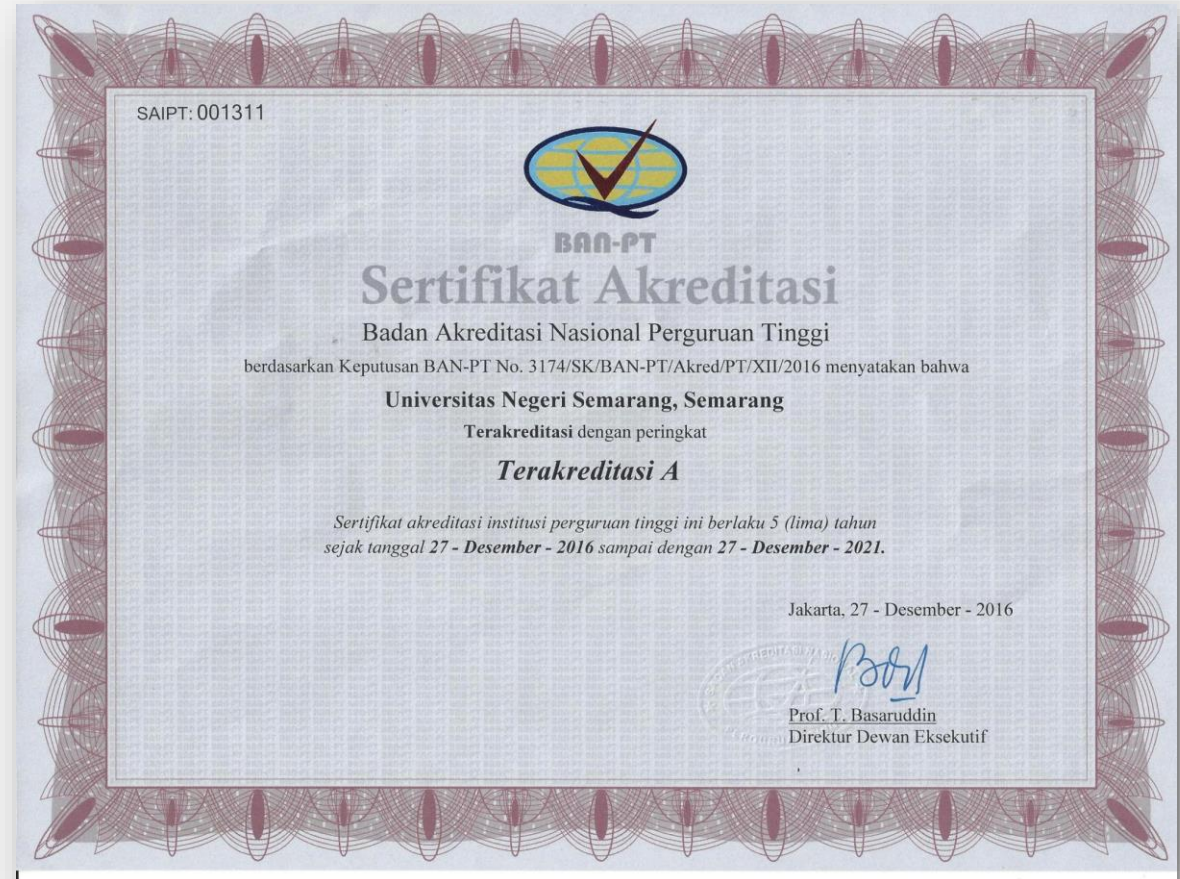 SAIPT: 001311
BAN-PT
Sertifikat Akreditasi
Badan Akreditasi Nasional Perguruan Tinggi
berdasarkan Keputusan BAN-PT No. 3174/SK/BAN-PT/Akred/PT/XII/2016 menyatakan bahwa
Universitas Negeri Semarang, Semarang
Terakreditasi dengan peringkat
Terakreditasi A
Sertifikat akreditasi institusi perguruan tinggi ini berlaku 5 (lima) tahun
sejak tanggal 27 - Desember - 2016 sampai dengan 27 - Desember - 2021.
Jakarta, 27 - Desember - 2016
Prof. T. Basaruddin
Direktur Dewan Eksekutif